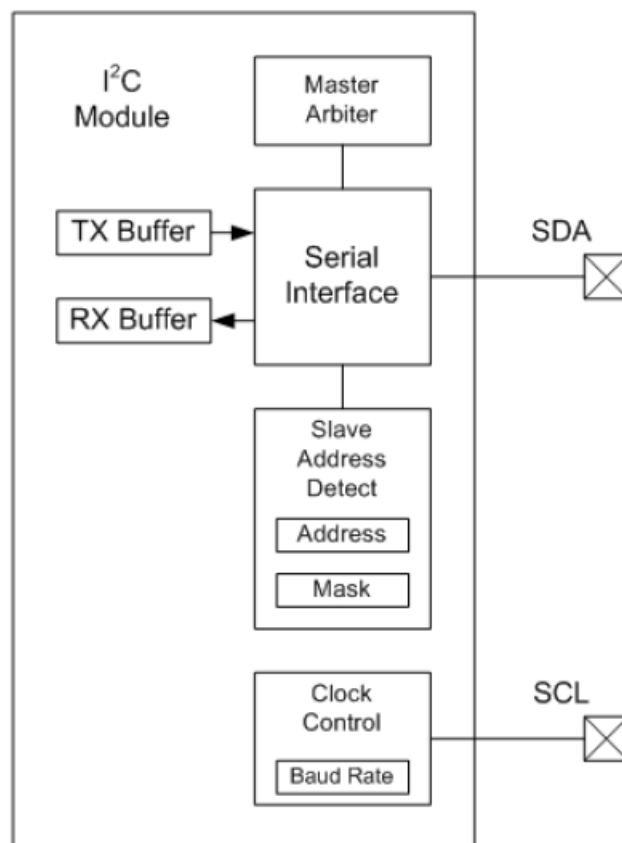 I²C
Module
Master
Arbiter
TX Buffer
RX Buffer
Serial
Interface
SDA
Slave
Address
Detect
Address
Mask
Clock
Control
Baud Rate
SCL